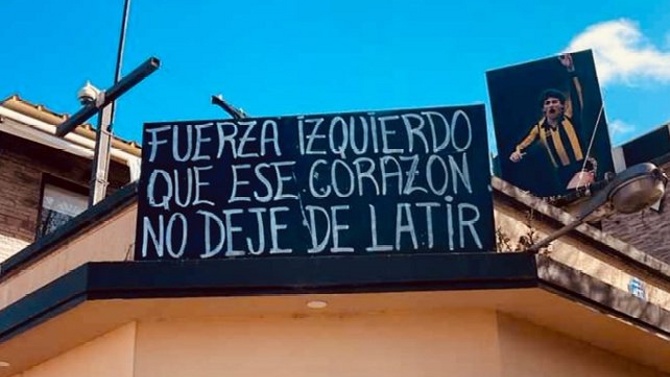 FUERZA IZQUIERDO
QUE ESE CORAZON
NO DEJE DE LATIR